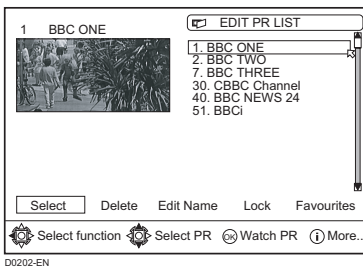 1 BBC ONE
EDIT PR LIST
1. BBC ONE
2. BBC TWO
7. BBC THREE
30. CBBC Channel
40. BBC NEWS 24
51. BBCi
Select Delete Edit Name Lock Favourites
Select function Select PR OK Watch PR i More..
D0202-EN